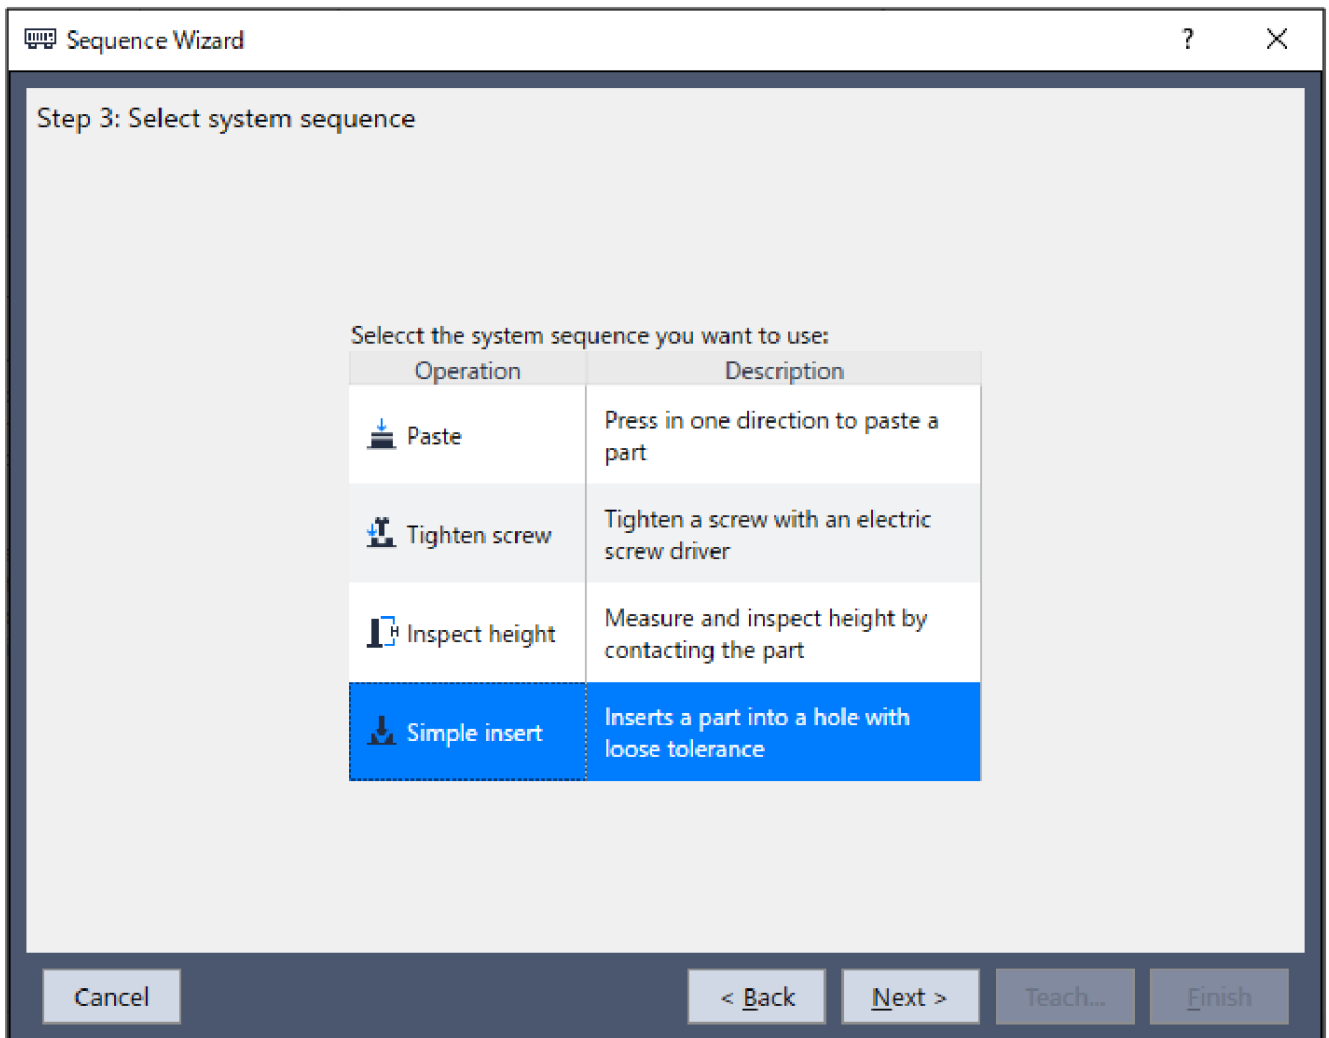 Sequence Wizard ?
Step 3: Select system sequence
Selecct the system sequence you want to use:
Operation Description
Paste
Press in one direction to paste a
part
Tighten screw
Tighten a screw with an electric
screw driver
H Inspect height
Measure and inspect height by
contacting the part
Simple insert
Inserts a part into a hole with
loose tolerance
Cancel < Back Next > Teach... Finish